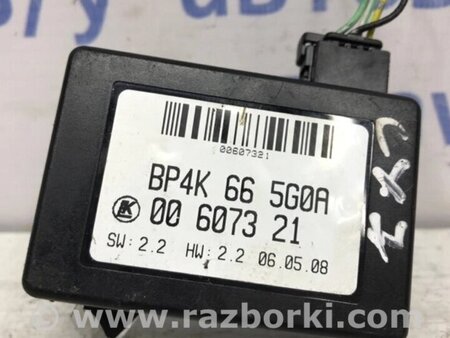 00607321
BP4K 66 5G0A
00 6073 21
SW: 2.2 HW: 2.2 06.05.08
www.razborki.com